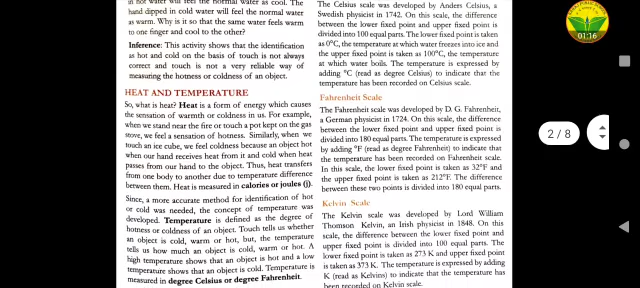 in hot water will feel the normal water as cool. The
hand dipped in cold water will feel the normal water
as warm. Why is it so that the same water feels warm
to one finger and cool to the other?
Inference: This activity shows that the identification
as hot and cold on the basis of touch is not always
correct and touch is not a very reliable way of
measuring the hotness or coldness of an object.
HEAT AND TEMPERATURE
So, what is heat? Heat is a form of energy which causes
the sensation of warmth or coldness in us. For example,
when we stand near the fire or touch a pot kept on the gas
stove, we feel a sensation of hotness. Similarly, when we
touch an ice cube, we feel coldness because an object hot
when our hand receives heat from it and cold when heat
passes from our hand to the object. Thus, heat transfers
from one body to another due to temperature difference
between them. Heat is measured in calories or joules (j).
Since, a more accurate method for identification of hot
or cold was needed, the concept of temperature was
developed. Temperature is defined as the degree of
hotness or coldness of an object. Touch tells us whether
an object is cold, warm or hot, but, the temperature
tells us how much an object is cold, warm or hot. A
high temperature shows that an object is hot and a low
temperature shows that an object is cold. Temperature is
measured in degree Celsius or degree Fahrenheit.
The Celsius scale was developed by Anders Celsius, a
Swedish physicist in 1742. On this scale, the difference
between the lower fixed point and upper fixed point is
divided into 100 equal parts. The lower fixed point is taken
as 0°C, the temperature at which water freezes into ice and
the upper fixed point is taken as 100°C, the temperature
at which water boils. The temperature is expressed by
adding °C (read as degree Celsius) to indicate that the
temperature has been recorded on Celsius scale.
Fahrenheit Scale
The Fahrenheit scale was developed by D. G. Fahrenheit,
a German physicist in 1724. On this scale, the difference
between the lower fixed point and upper fixed point is
divided into 180 equal parts. The temperature is expressed
by adding °F (read as degree Fahrenheit) to indicate that
the temperature has been recorded on Fahrenheit scale.
In this scale, the lower fixed point is taken as 32°F and
the upper fixed point is taken as 212°F. The difference
between these two points is divided into 180 equal parts.
Kelvin Scale
The Kelvin scale was developed by Lord William
Thomson Kelvin, an Irish physicist in 1848. On this
scale, the difference between the lower fixed point and
upper fixed point is divided into 100 equal parts. The
lower fixed point is taken as 273 K and upper fixed point
is taken as 373 K. The temperature is expressed by adding
K (read as Kelvins) to indicate that the temperature has
been recorded on Kelvin scale.
01:16
2 / 8